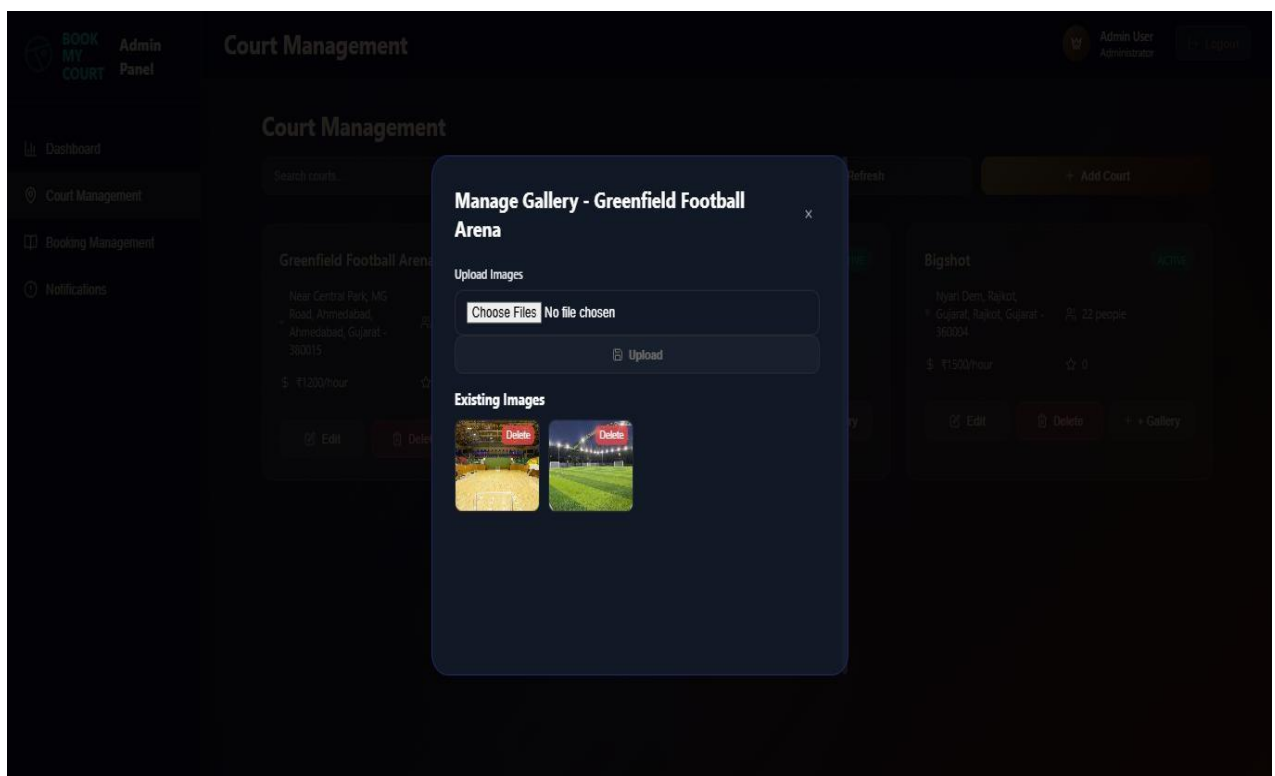 BOOK
MY
COURT
Admin
Panel
Court Management
Admin User
Administrator
Logout
Dashboard
Court Management
Booking Management
Notifications
Court Management
Search courts..
Refresh
+ Add Court
Greenfield Football Arena
Near Central Park, MG
Road, Ahmedabad,
Ahmedabad, Gujarat -
380015
$ ₹1200/hour
Edit
Delete
Bigshot
ACTIVE
Nyari Dem, Rajkot,
Gujarat, Rajkot, Gujarat -
360004
22 people
$ ₹1500/hour
0
Edit
Delete
+ + Gallery
Manage Gallery - Greenfield Football
Arena
x
Upload Images
Choose Files No file chosen
Upload
Existing Images
Delete
Delete